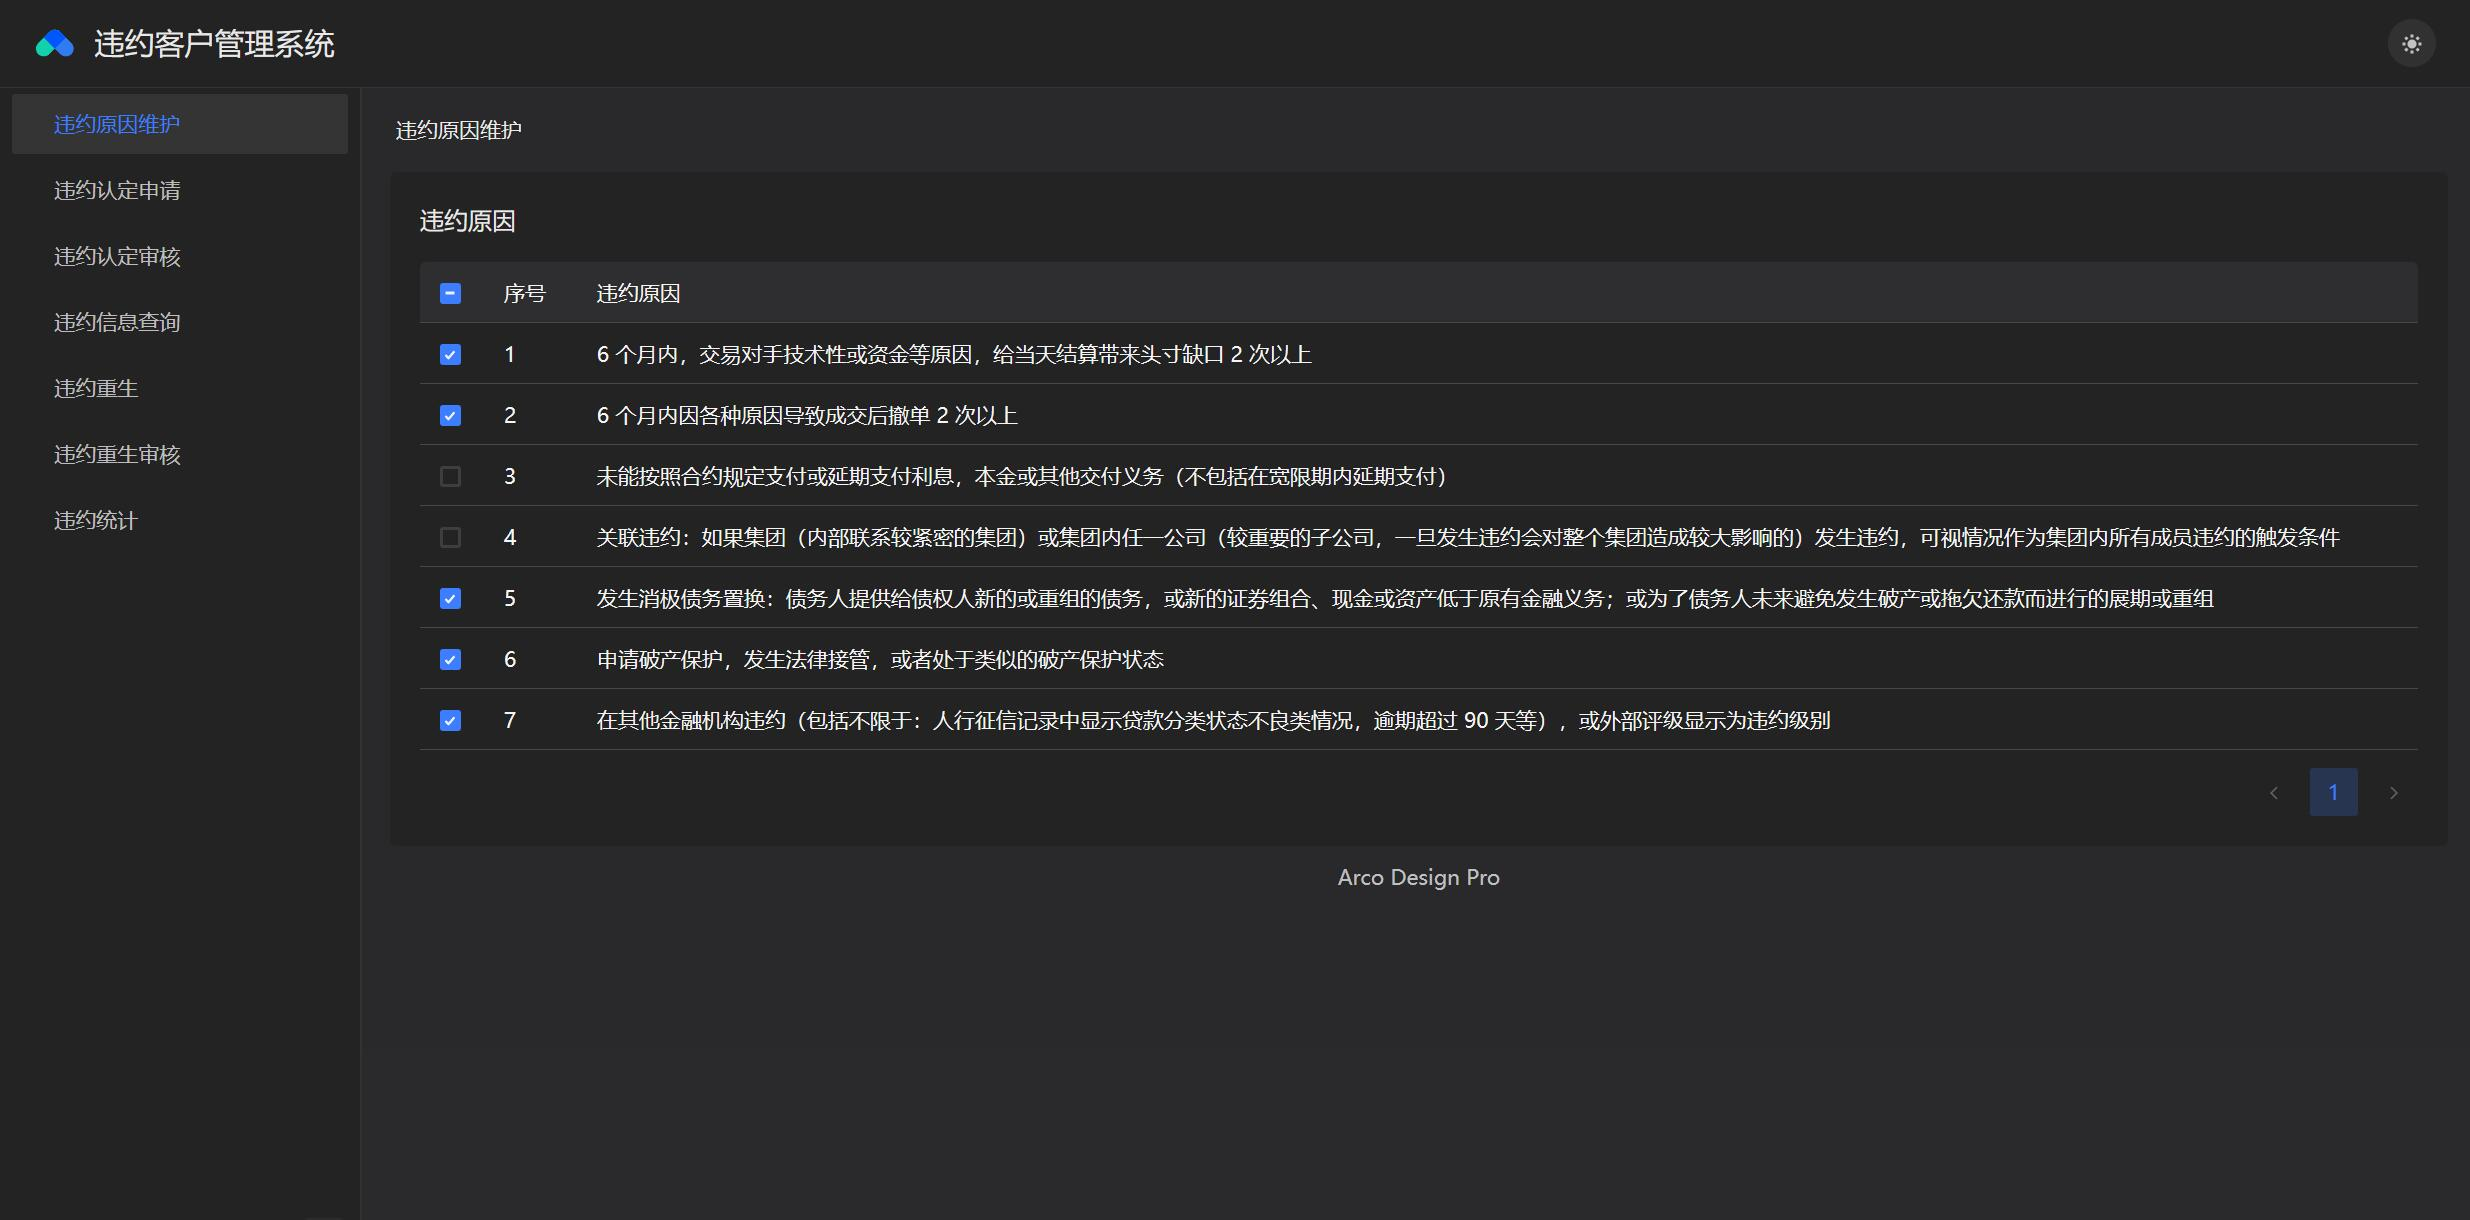 违约客户管理系统
违约原因维护
违约认定申请
违约认定审核
违约信息查询
违约重生
违约重生审核
违约统计
违约原因维护
违约原因
序号 违约原因
1 6 个月内，交易对手技术性或资金等原因，给当天结算带来头寸缺口 2 次以上
2 6 个月内因各种原因导致成交后撤单 2 次以上
3 未能按照合约规定支付或延期支付利息，本金或其他交付义务（不包括在宽限期内延期支付）
4 关联违约：如果集团（内部联系较紧密的集团）或集团内任一公司（较重要的子公司，一旦发生违约会对整个集团造成较大影响的）发生违约，可视情况作为集团内所有成员违约的触发条件
5 发生消极债务置换：债务人提供给债权人新的或重组的债务，或新的证券组合、现金或资产低于原有金融义务；或为了债务人未来避免发生破产或拖欠还款而进行的展期或重组
6 申请破产保护，发生法律接管，或者处于类似的破产保护状态
7 在其他金融机构违约（包括不限于：人行征信记录中显示贷款分类状态不良类情况，逾期超过 90 天等），或外部评级显示为违约级别
1
Arco Design Pro